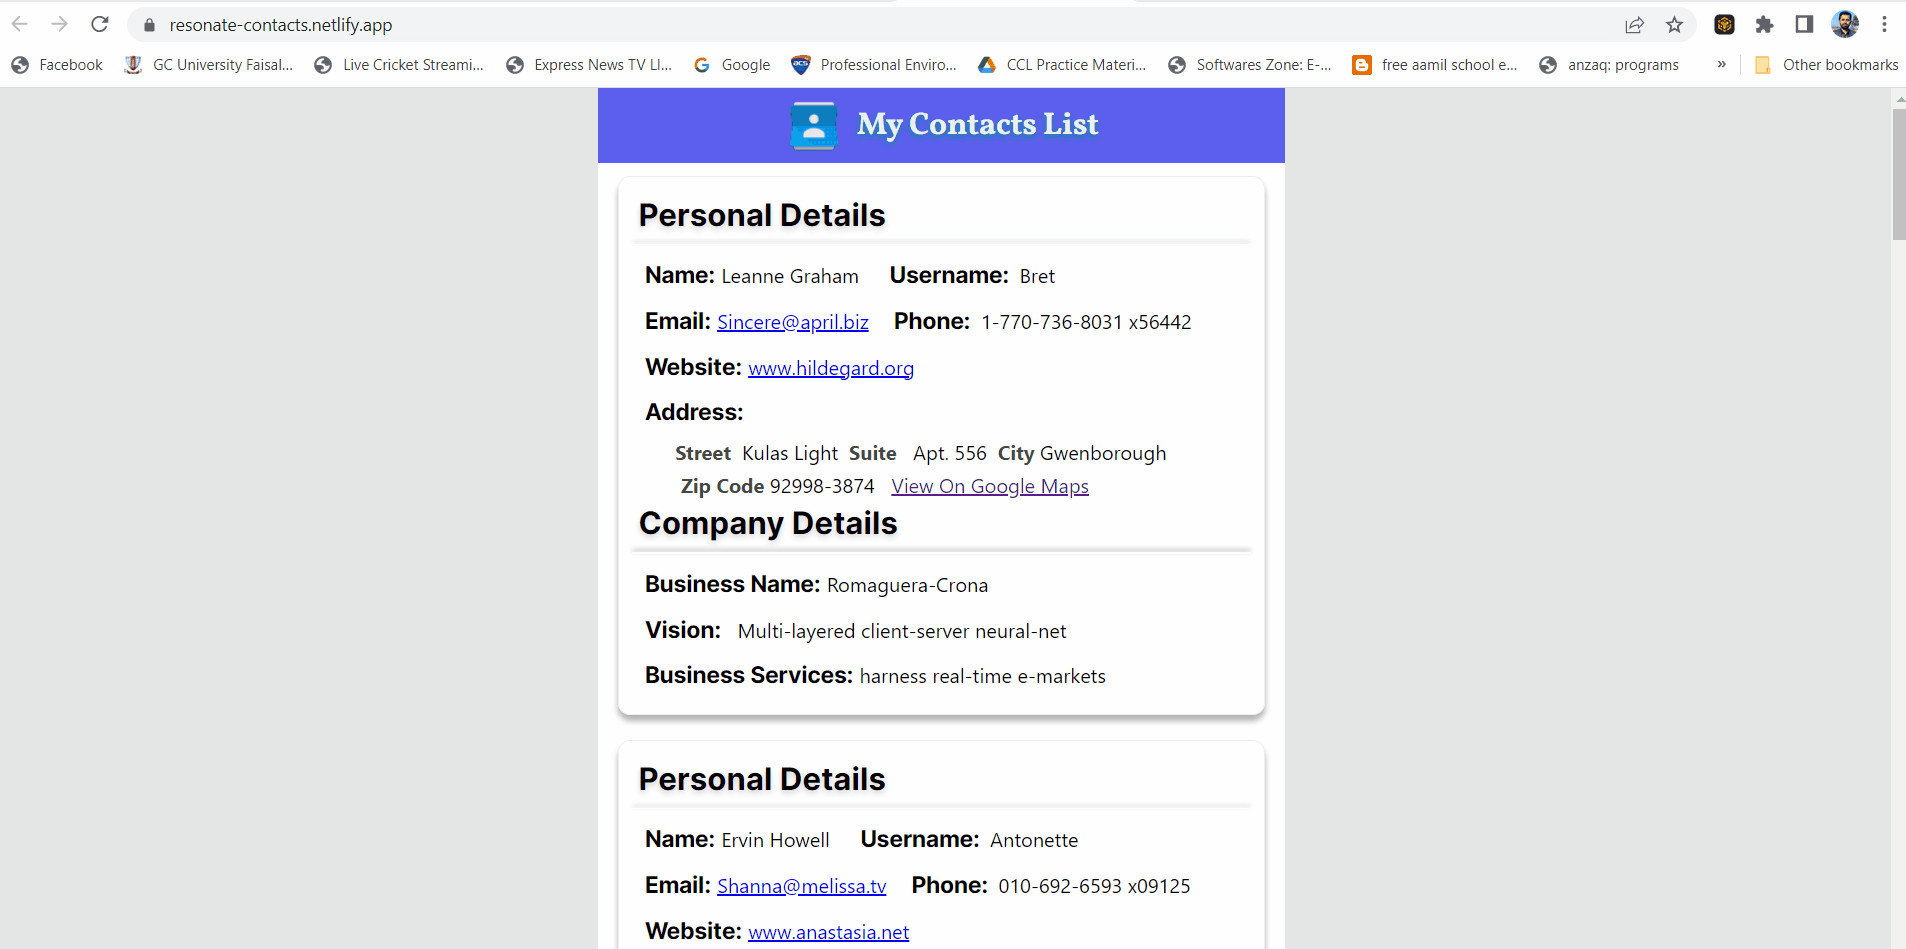 resonate-contacts.netlify.app
Facebook GC University Faisal... Live Cricket Streami... Express News TV LI... Google Professional Enviro... CCL Practice Materi... Softwares Zone: E-... free aamil school e... anzaq: programs » Other bookmarks
My Contacts List
Personal Details
Name: Leanne Graham Username: Bret
Email: Sincere@april.biz Phone: 1-770-736-8031 x56442
Website: www.hildegard.org
Address:
Street Kulas Light Suite Apt. 556 City Gwenborough
Zip Code 92998-3874 View On Google Maps
Company Details
Business Name: Romaguera-Crona
Vision: Multi-layered client-server neural-net
Business Services: harness real-time e-markets
Personal Details
Name: Ervin Howell Username: Antonette
Email: Shanna@melissa.tv Phone: 010-692-6593 x09125
Website: www.anastasia.net